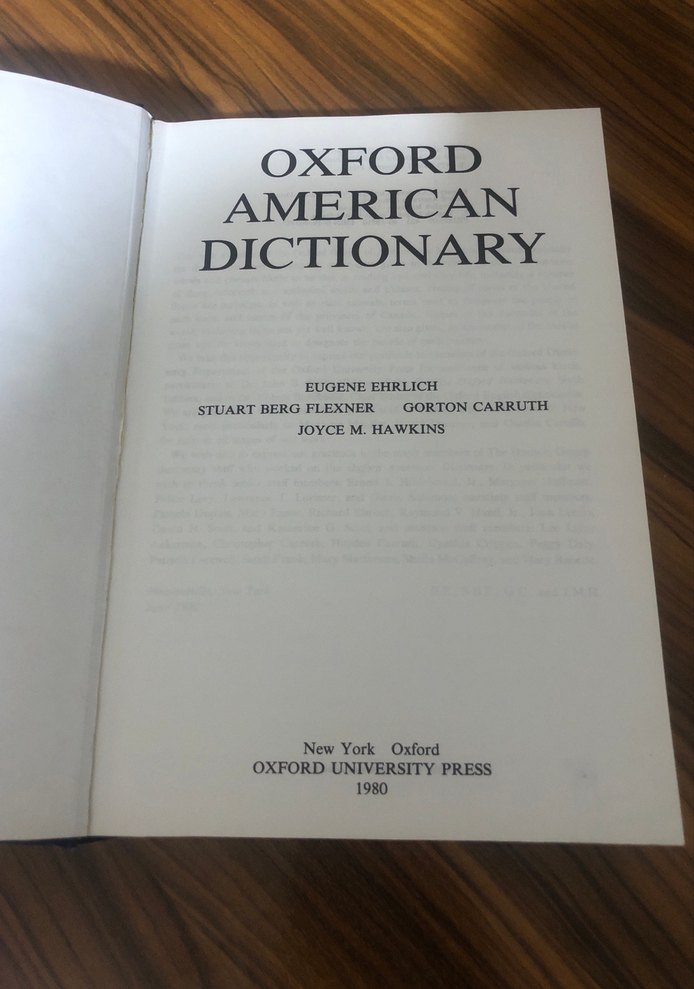 OXFORD
AMERICAN
DICTIONARY
EUGENE EHRLICH
STUART BERG FLEXNER GORTON CARRUTH
JOYCE M. HAWKINS
New York Oxford
OXFORD UNIVERSITY PRESS
1980